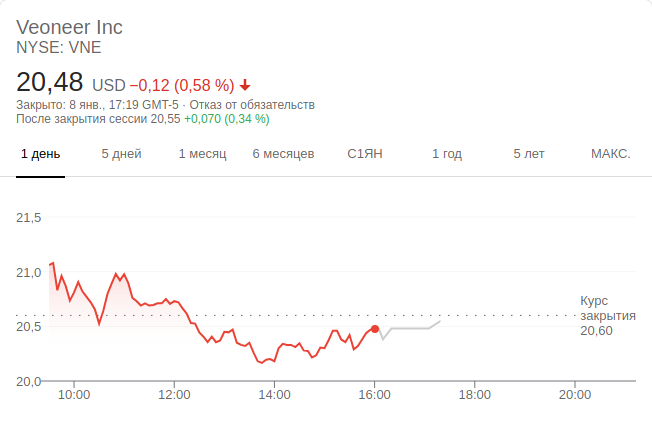 Veoneer Inc
NYSE: VNE
20,48 USD −0,12 (0,58 %)
Закрыто: 8 янв., 17:19 GMT-5 · Отказ от обязательств
После закрытия сессии 20,55 +0,070 (0,34 %)
1 день 5 дней 1 месяц 6 месяцев С1ЯН 1 год 5 лет МАКС.
21,5
21,0
Курс
закрытия
20,60
20,5
20,0
10:00 12:00 14:00 16:00 18:00 20:00